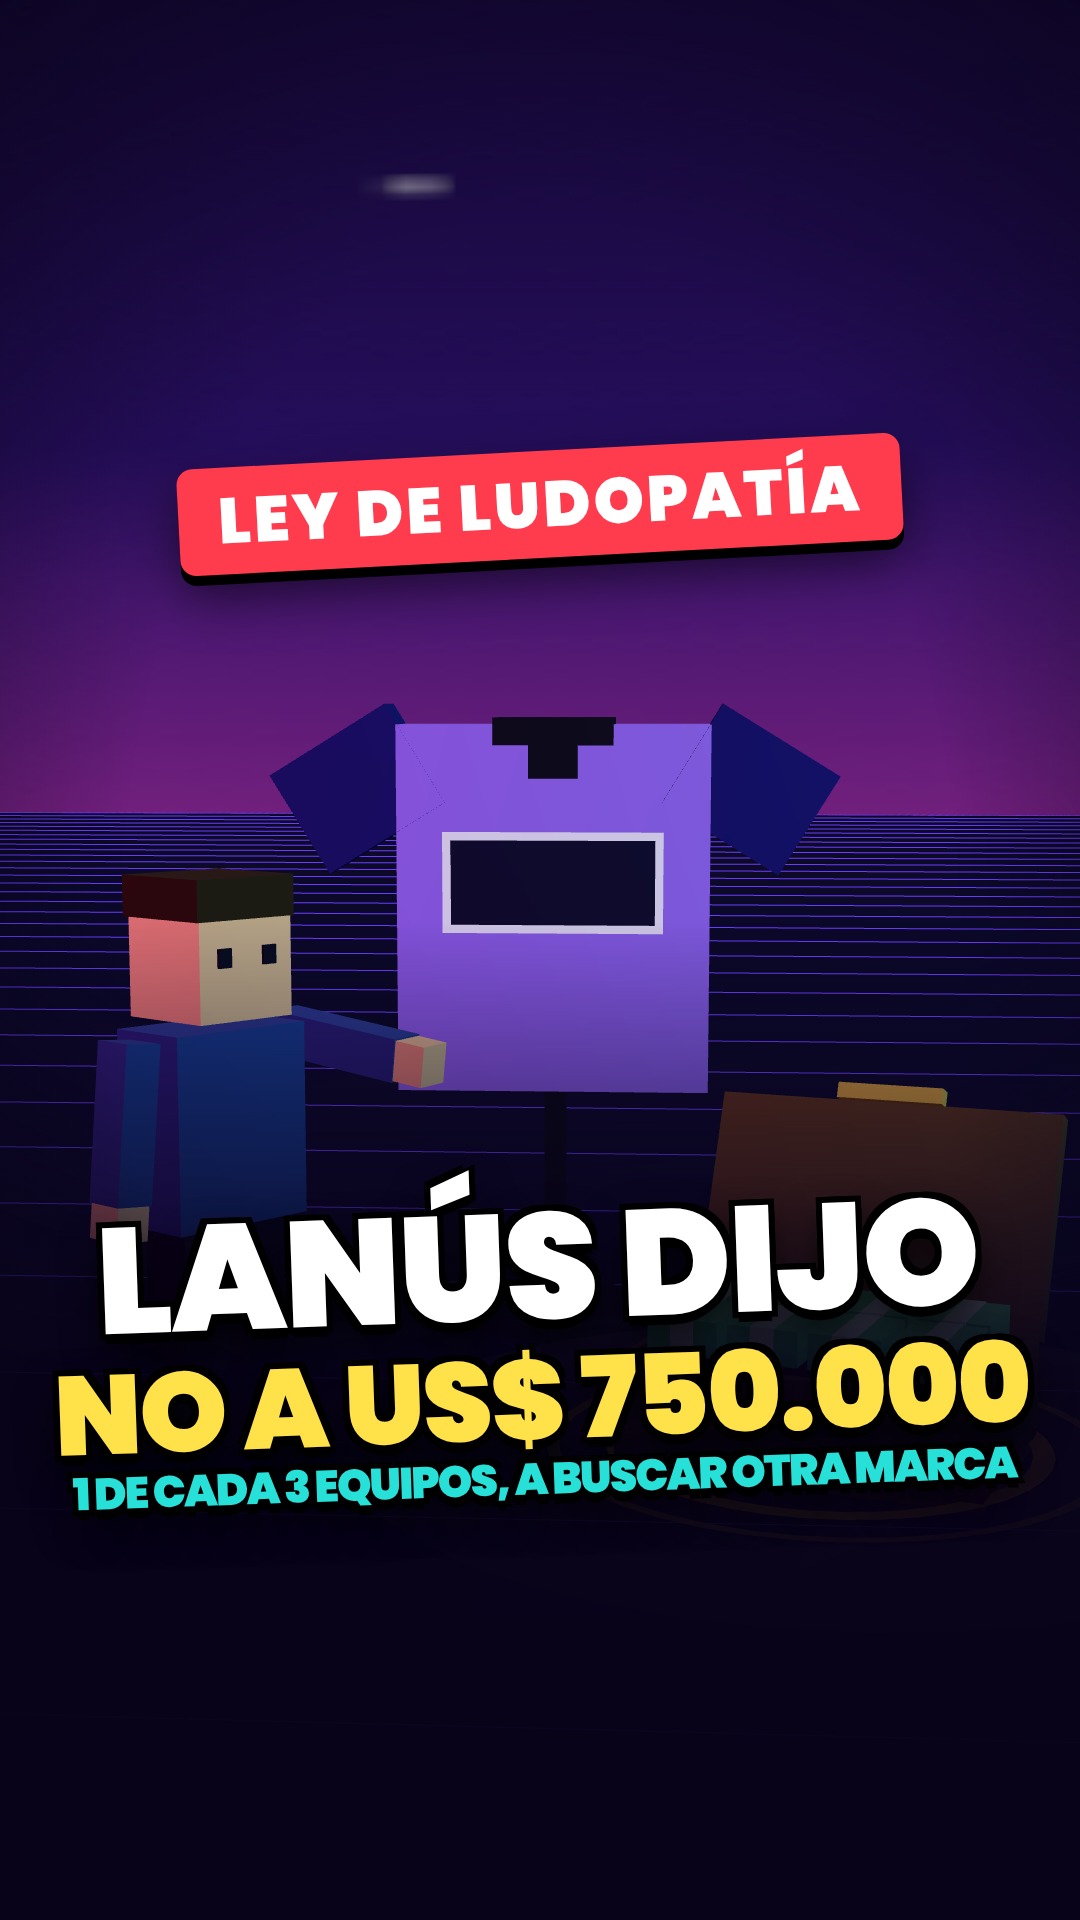 LEY DE LUDOPATÍA
LANÚS DIJO
NO A US$ 750.000
1 DE CADA 3 EQUIPOS, A BUSCAR OTRA MARCA